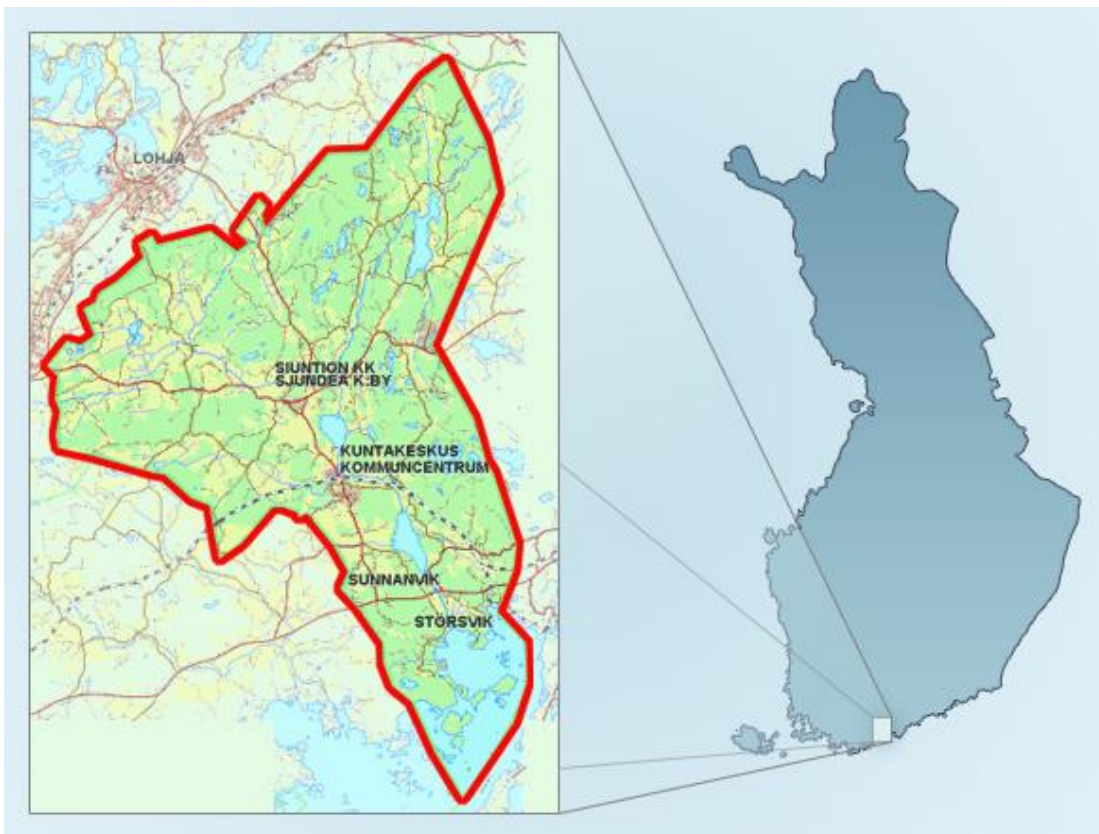 LOHJA
SIUNTION KK
SJUNDEÅ K:BY
KUNTAKESKUS
KOMMUNCENTRUM
SUNNANVIK
STORSVIK